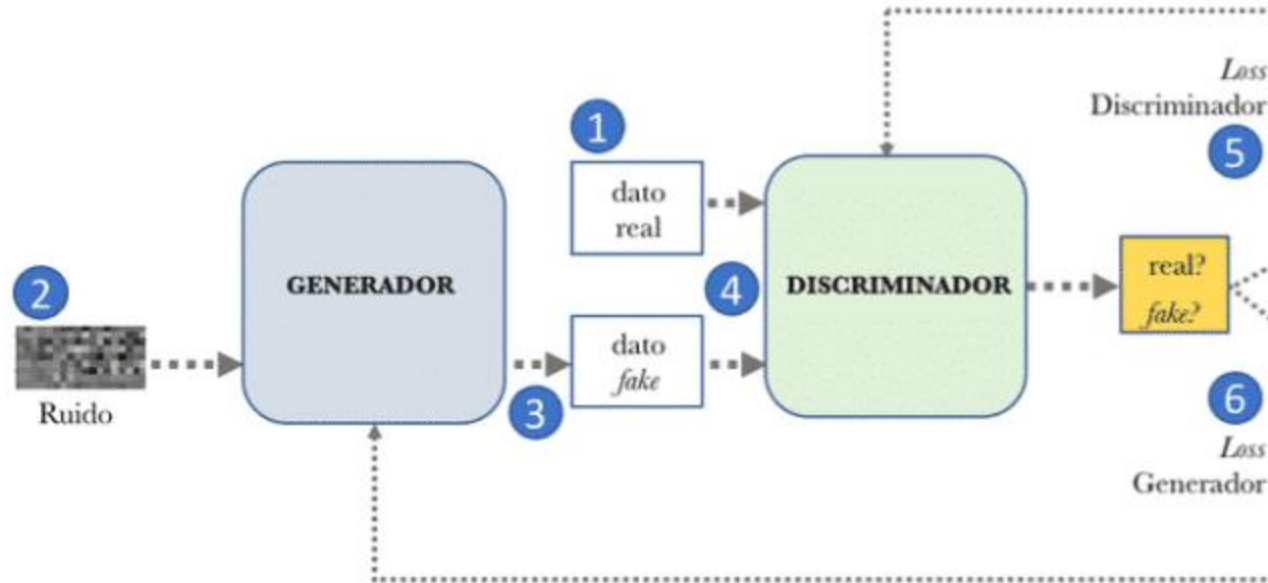 Loss
Discriminador
1
5
dato
real
2
GENERADOR
4
DISCRIMINADOR
real?
fake?
dato
fake
Ruido
3
6
Loss
Generador